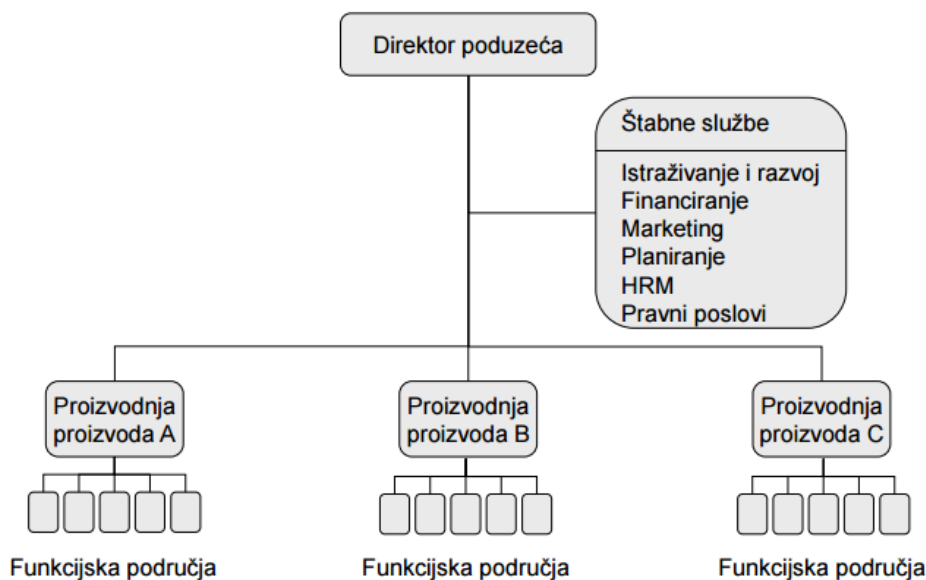 Direktor poduzeća
Štabne službe
Istraživanje i razvoj
Financiranje
Marketing
Planiranje
HRM
Pravni poslovi
Proizvodnja
proizvoda A
Proizvodnja
proizvoda B
Proizvodnja
proizvoda C
Funkcijska područja
Funkcijska područja
Funkcijska područja